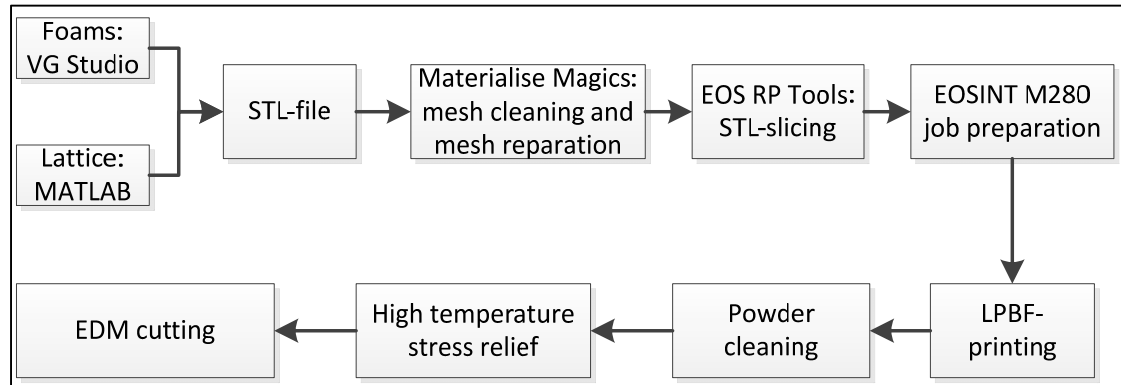 Foams:
VG Studio
Lattice:
MATLAB
STL-file
Materialise Magics:
mesh cleaning and
mesh reparation
EOS RP Tools:
STL-slicing
EOSINT M280
job preparation
LPBF-
printing
Powder
cleaning
High temperature
stress relief
EDM cutting